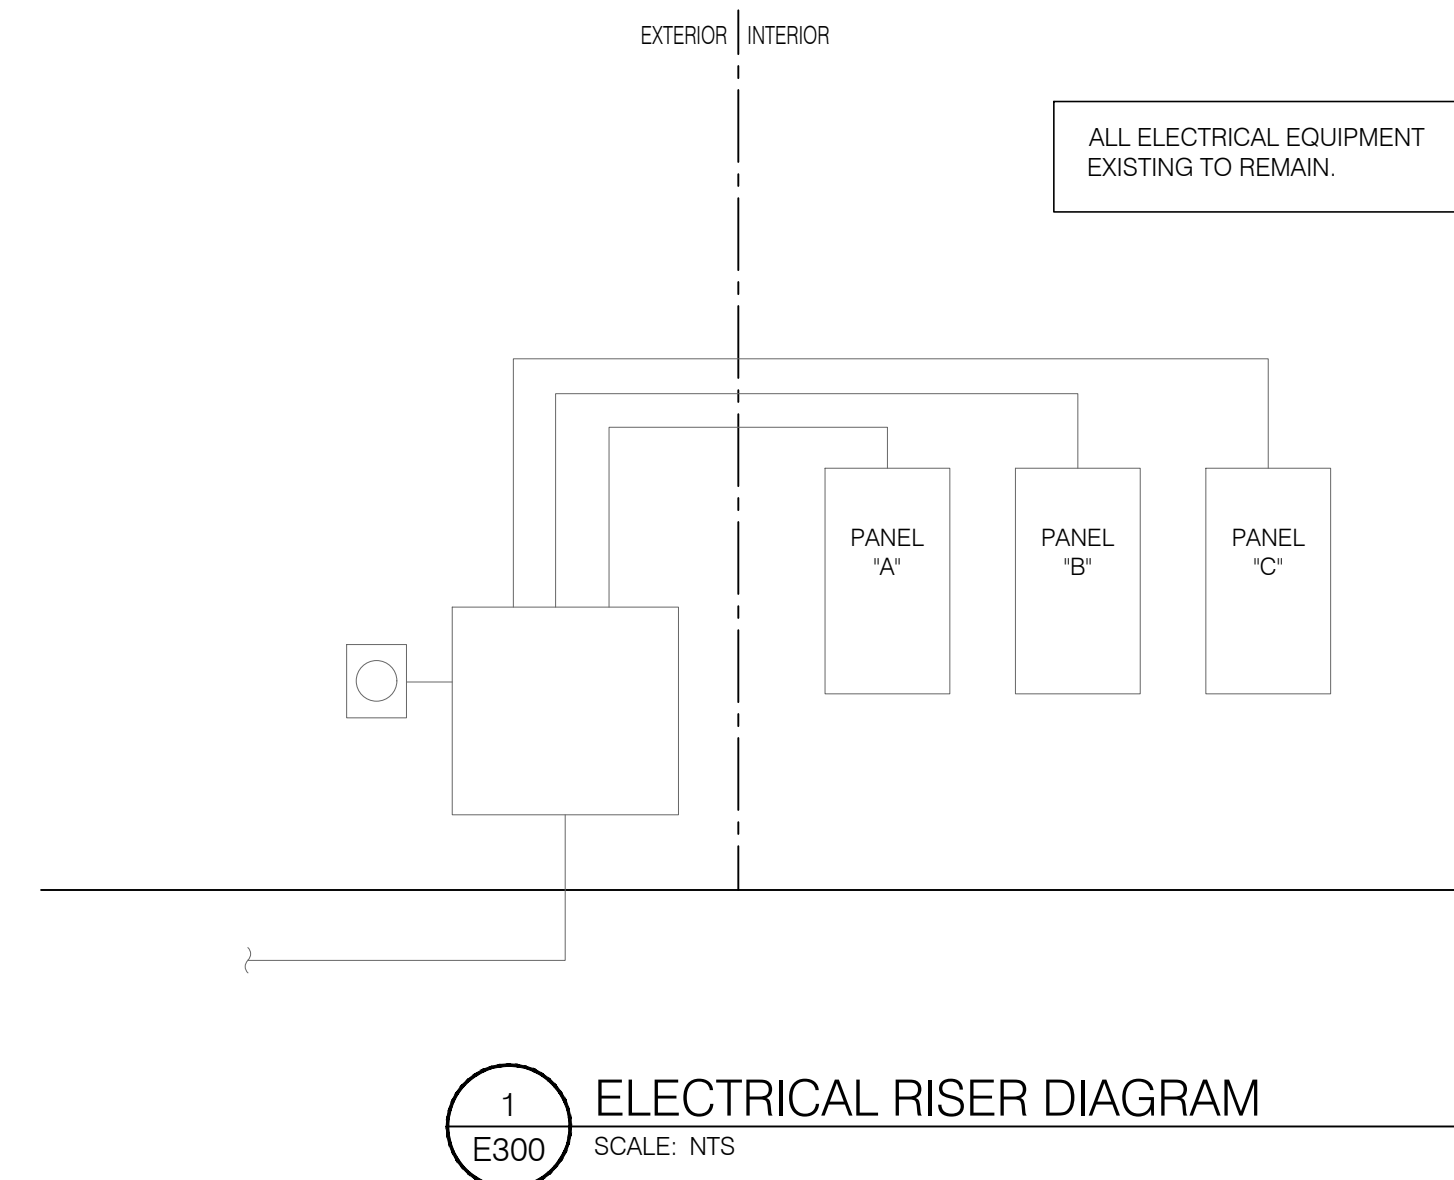 EXTERIOR INTERIOR
ALL ELECTRICAL EQUIPMENT
EXISTING TO REMAIN.
PANEL
"A"
PANEL
"B"
PANEL
"C"
1
E300
ELECTRICAL RISER DIAGRAM
SCALE: NTS